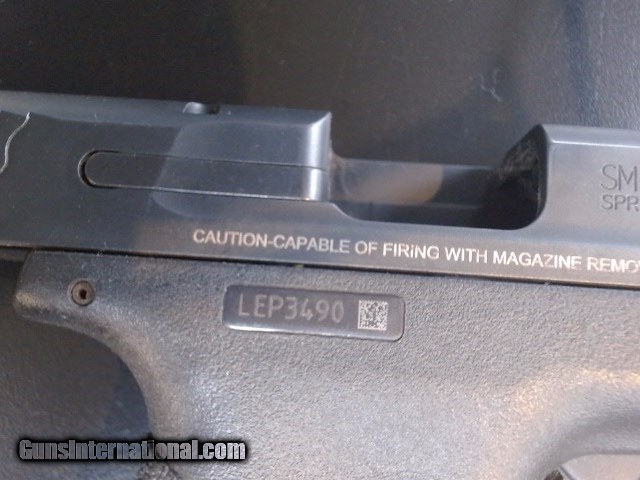 SM
SPR
CAUTION-CAPABLE OF FIRiNG WITH MAGAZINE REMO
LEP3490
GunsInternational.com